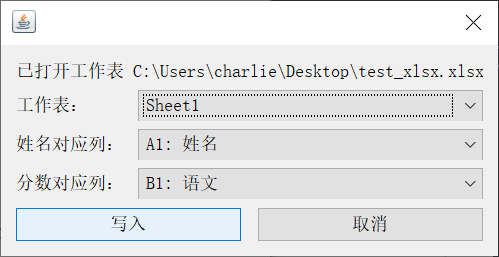 已打开工作表 C:\Users\charlie\Desktop\test_xlsx.xlsx
工作表： Sheet1
姓名对应列： A1: 姓名
分数对应列： B1: 语文
写入 取消